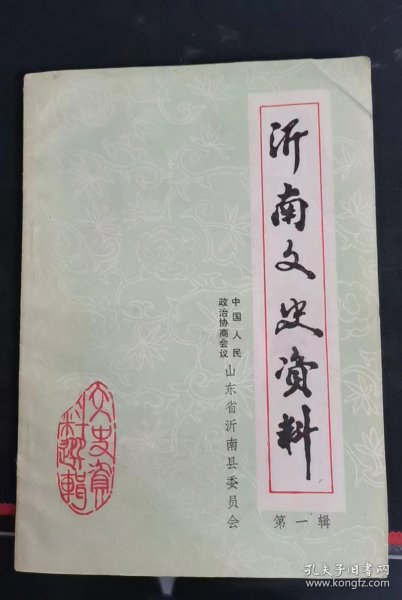 沂南文史资料
第一辑
中国人民
政治协商会议
山东省沂南县委员会
文史资
料选辑
孔夫子旧书网
www.kongfz.com